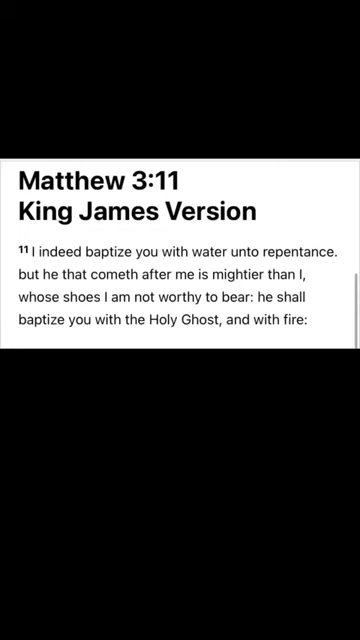 Matthew 3:11
King James Version
11 I indeed baptize you with water unto repentance.
but he that cometh after me is mightier than I,
whose shoes I am not worthy to bear: he shall
baptize you with the Holy Ghost, and with fire: